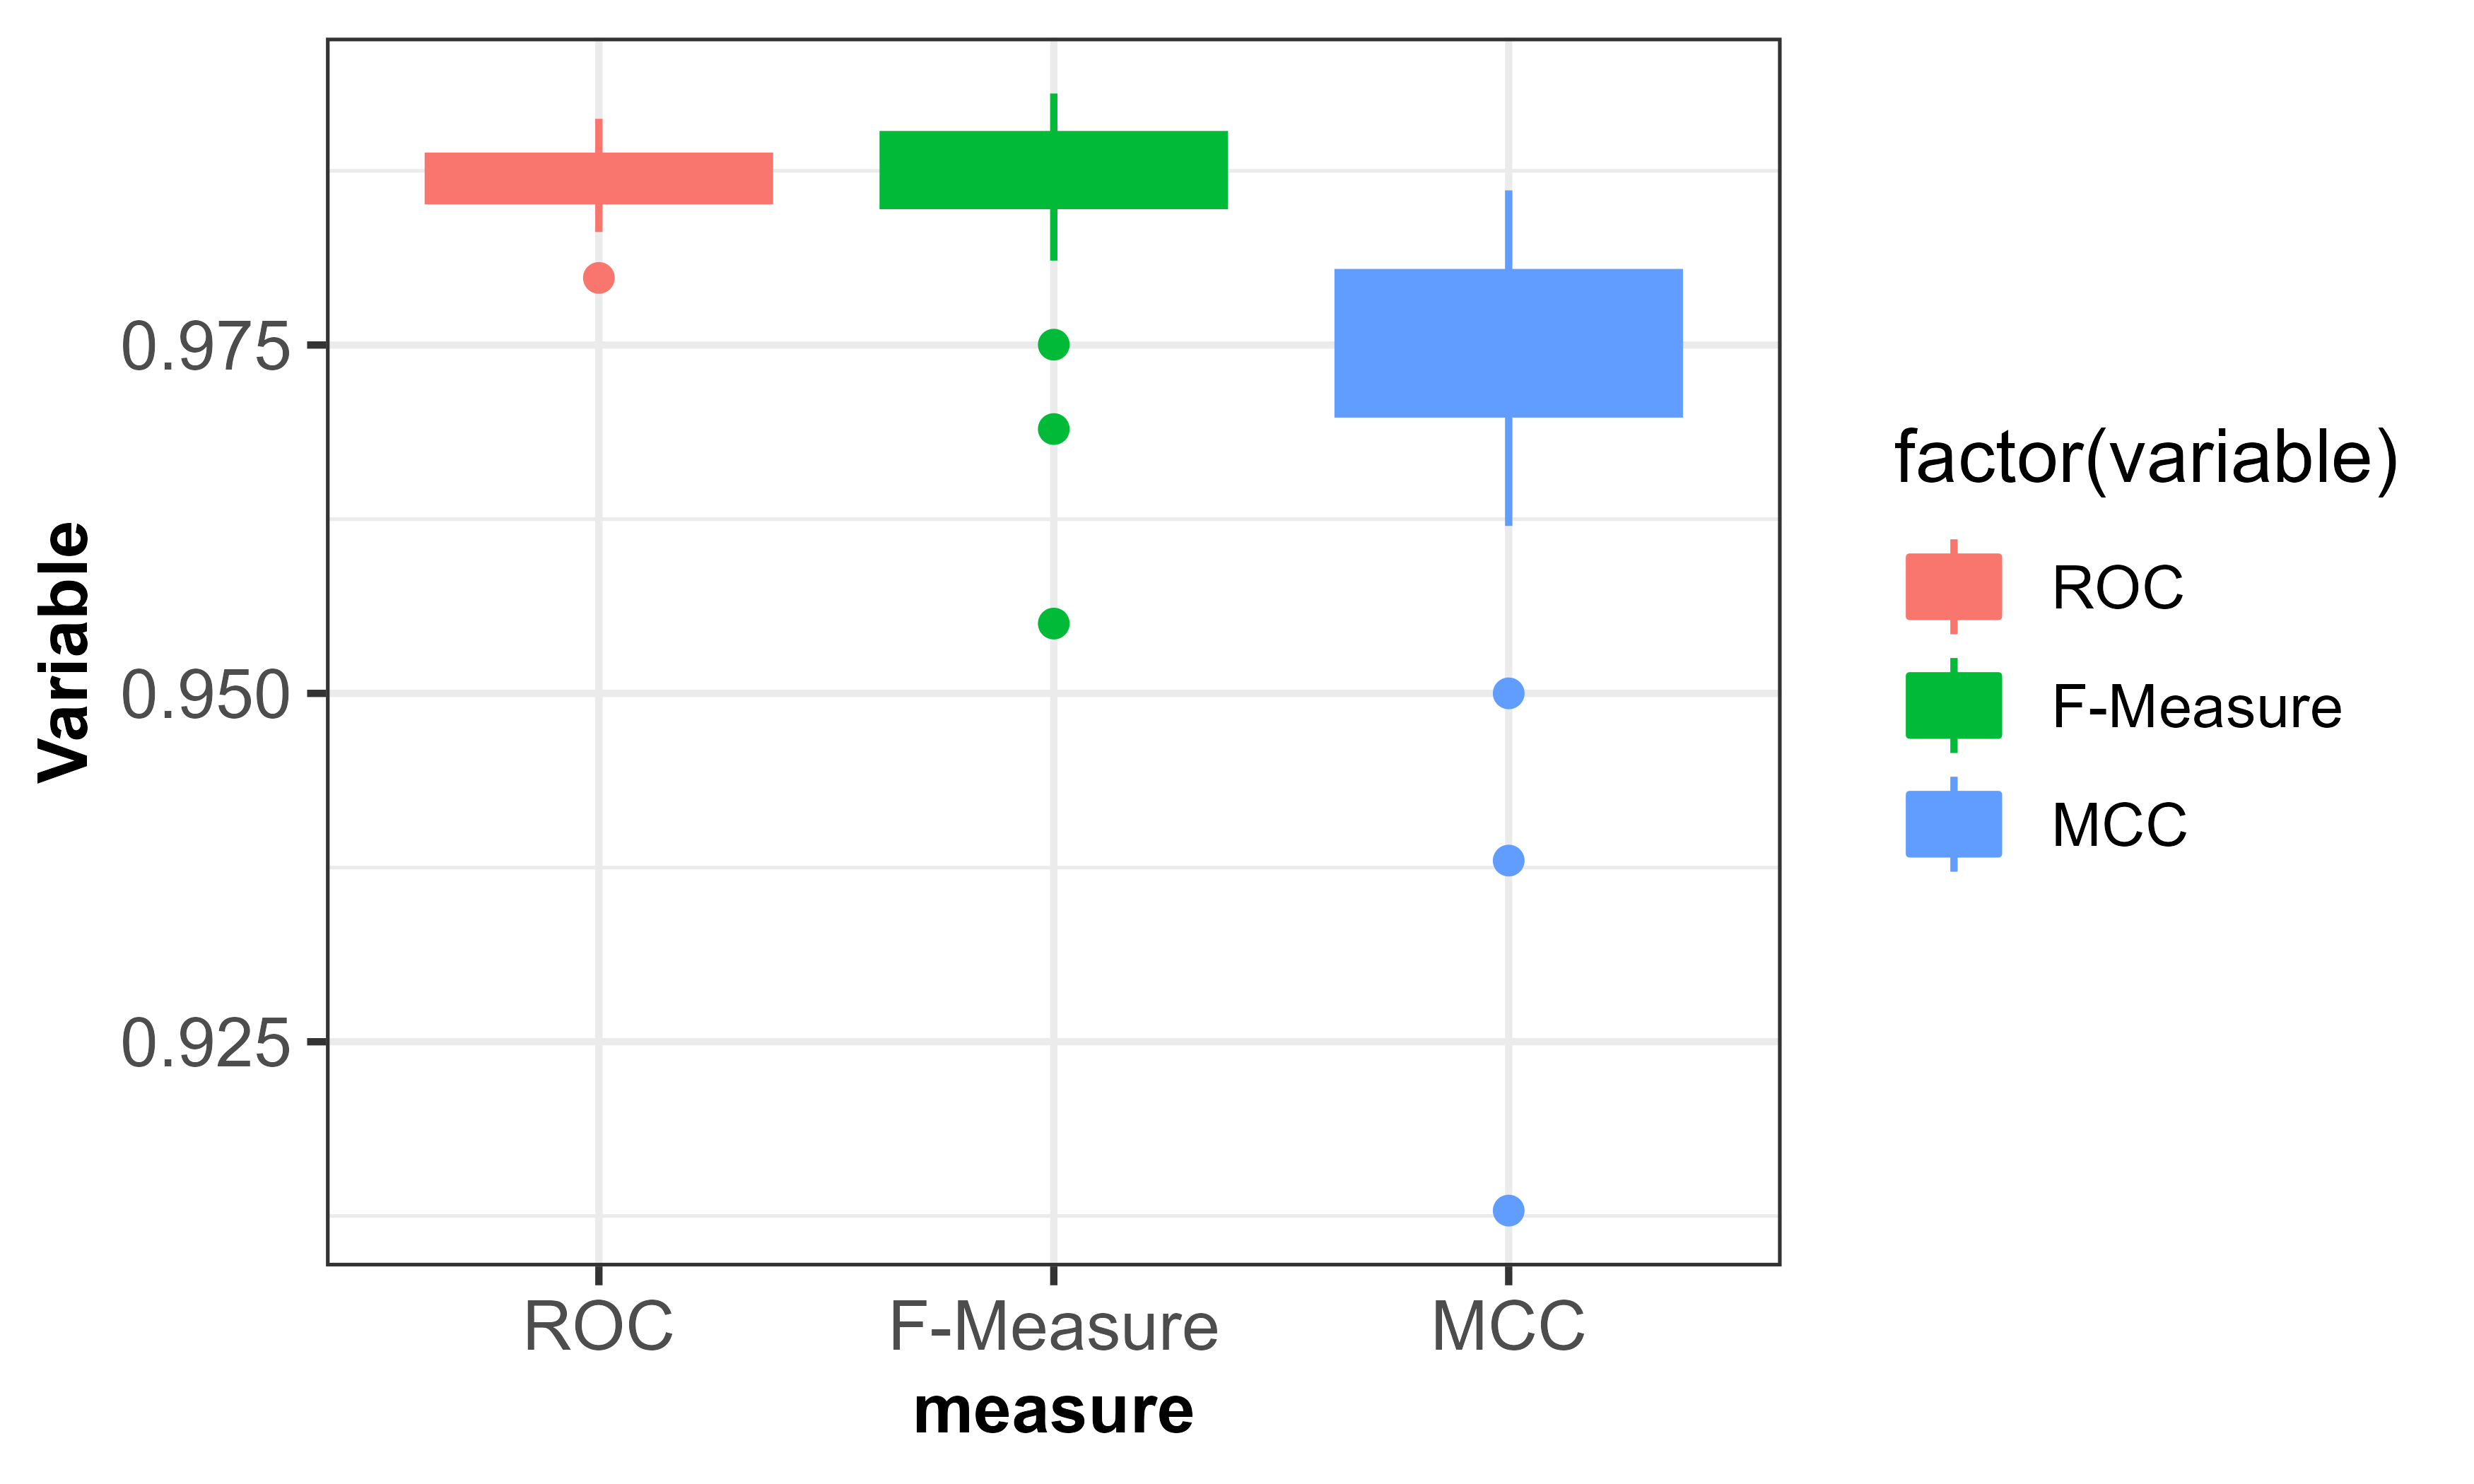 Variable
0.975
0.950
0.925
ROC
F-Measure
MCC
measure
factor(variable)
ROC
F-Measure
MCC